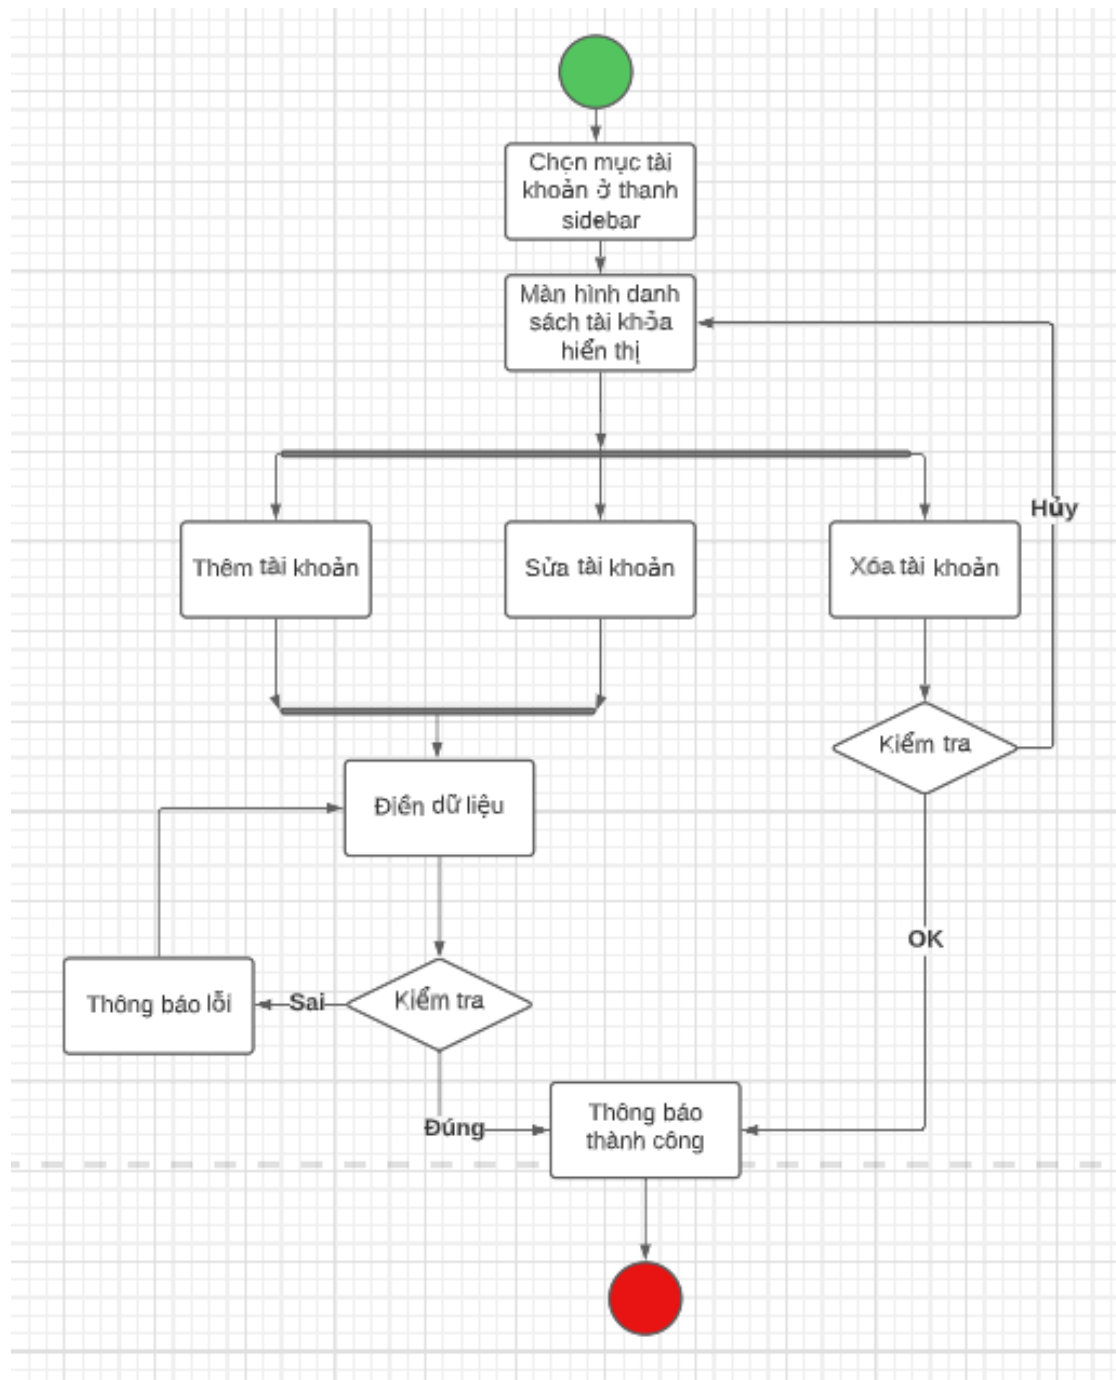 Chọn mục tài
khoản ở thanh
sidebar
Màn hình danh
sách tài khỏa
hiển thị
Hủy
Thêm tài khoản
Sửa tài khoản
Xóa tài khoản
Kiểm tra
Điền dữ liệu
OK
Thông báo lỗi
Sai
Kiểm tra
Đúng
Thông báo
thành công